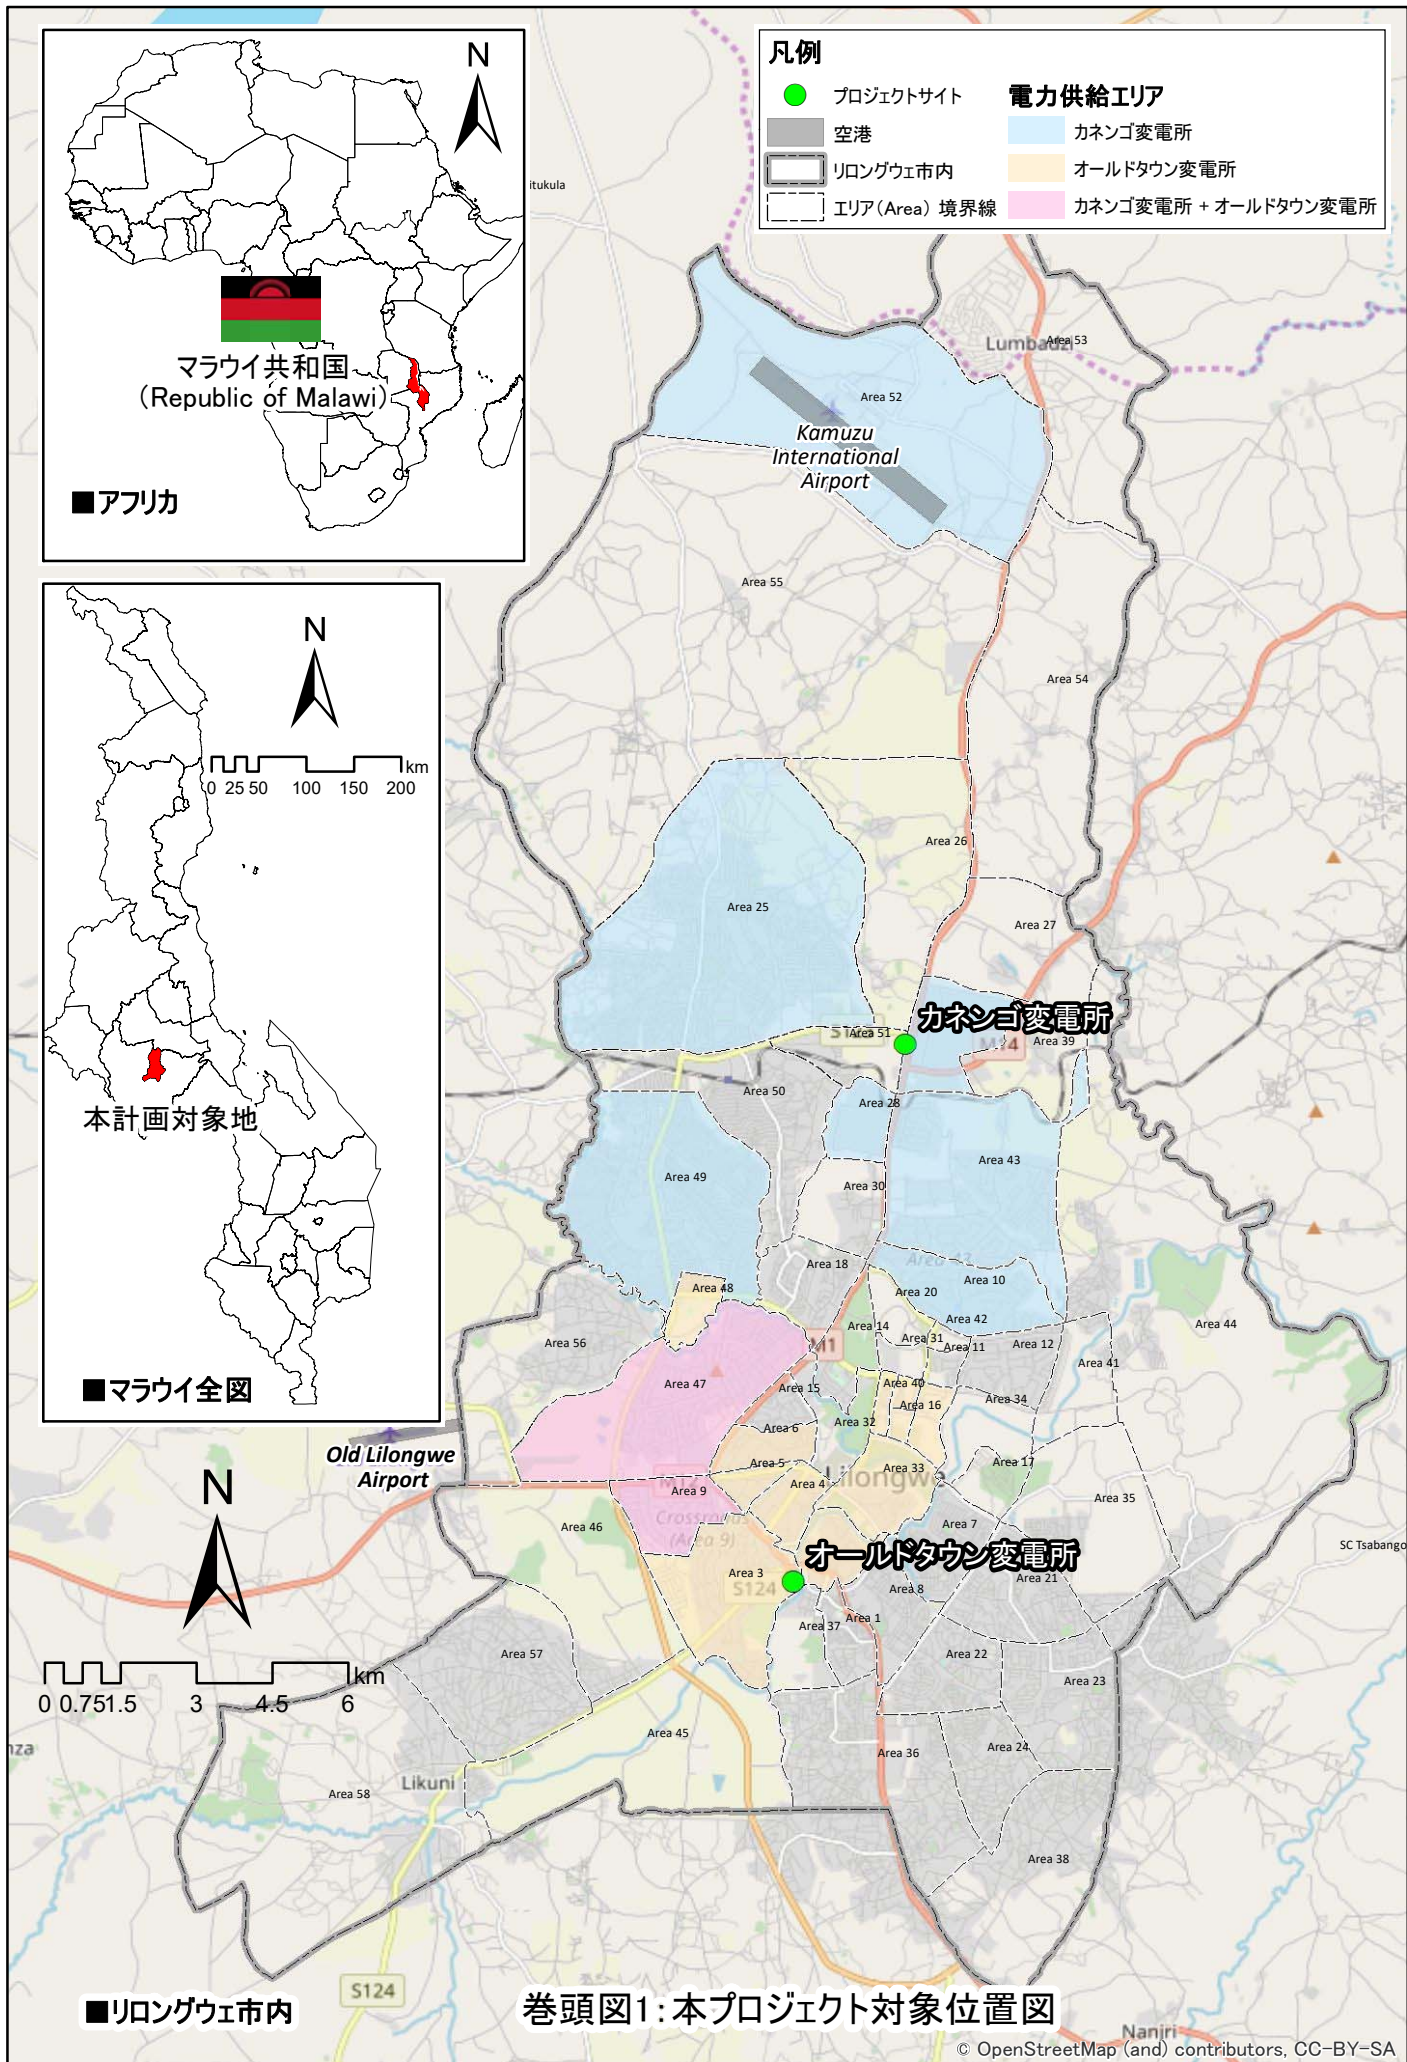 凡例
プロジェクトサイト
空港
リロングウェ市内
エリア(Area) 境界線
電力供給エリア
カネンゴ変電所
オールドタウン変電所
カネンゴ変電所 + オールドタウン変電所
N
マラウイ共和国
(Republic of Malawi)
■アフリカ
itukula
N
km
0 25 50 100 150 200
本計画対象地
■マラウイ全図
Lumbadzi
Area 53
Area 52
Kamuzu
International
Airport
Area 55
Area 54
Area 26
Area 25
Area 27
カネンゴ変電所
Area 51
M14
Area 39
Area 50
Area 28
Area 43
Area 49
Area 30
Area 18
Area 43
Area 10
Area 48
Area 20
Area 42
Area 14
Area 44
Area 31
Area 11
Area 12
Area 56
M1
Area 41
Area 47
Area 15
Area 40
Area 34
Area 16
Area 32
Area 6
Old Lilongwe
Airport
Area 5
Area 33
Area 17
M12
Area 4
Lilongwe
Area 9
Area 35
N
Crossroads
(Area 9)
Area 46
Area 7
SC Tsabango
オールドタウン変電所
Area 3
S124
Area 21
Area 8
Area 37
Area 1
Area 57
Area 22
Area 23
km
0 0.75 1.5 3 4.5 6
Area 45
Area 36
Area 24
nza
Likuni
Area 58
Area 38
S124
■リロングウェ市内
巻頭図1:本プロジェクト対象位置図
Nanjiri
© OpenStreetMap (and) contributors, CC-BY-SA